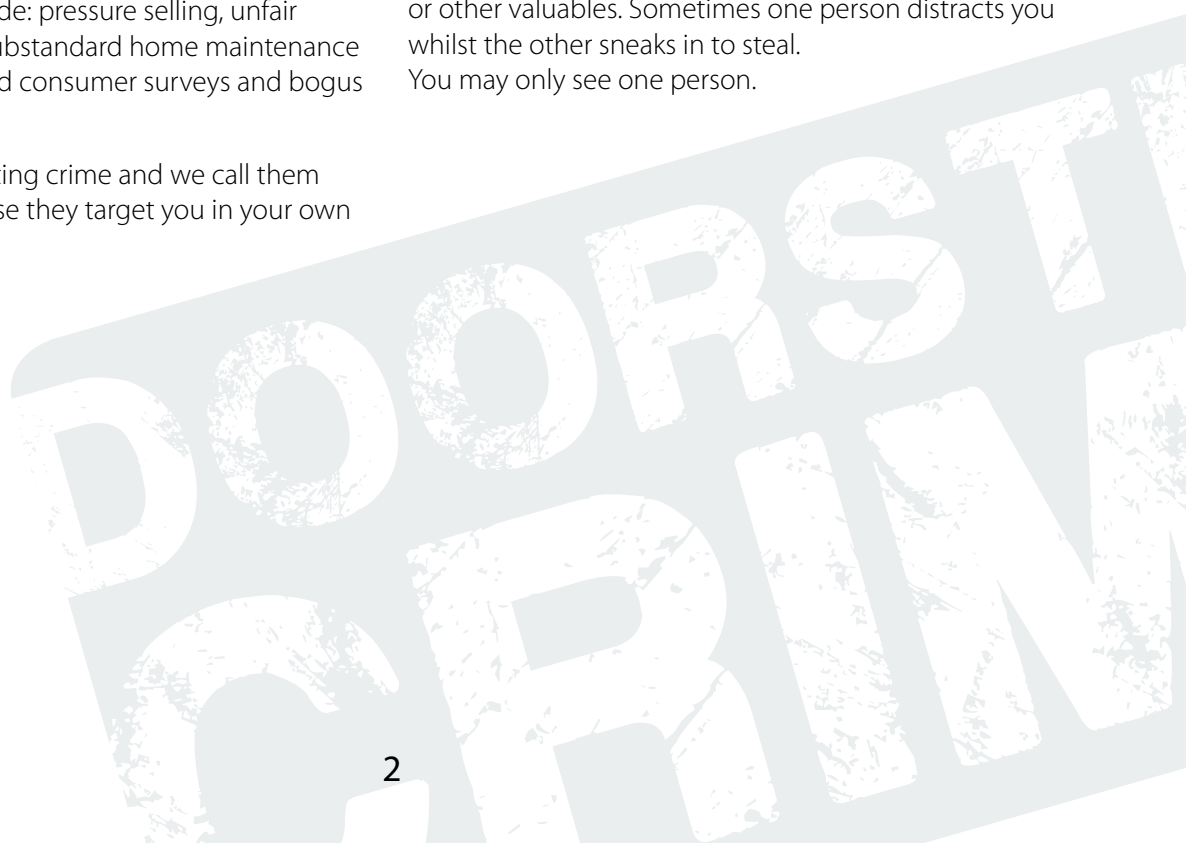 de: pressure selling, unfair
ubstandard home maintenance
d consumer surveys and bogus
ting crime and we call them
se they target you in your own
or other valuables. Sometimes one person distracts you
whilst the other sneaks in to steal.
You may only see one person.
DOORST
CRIM
2